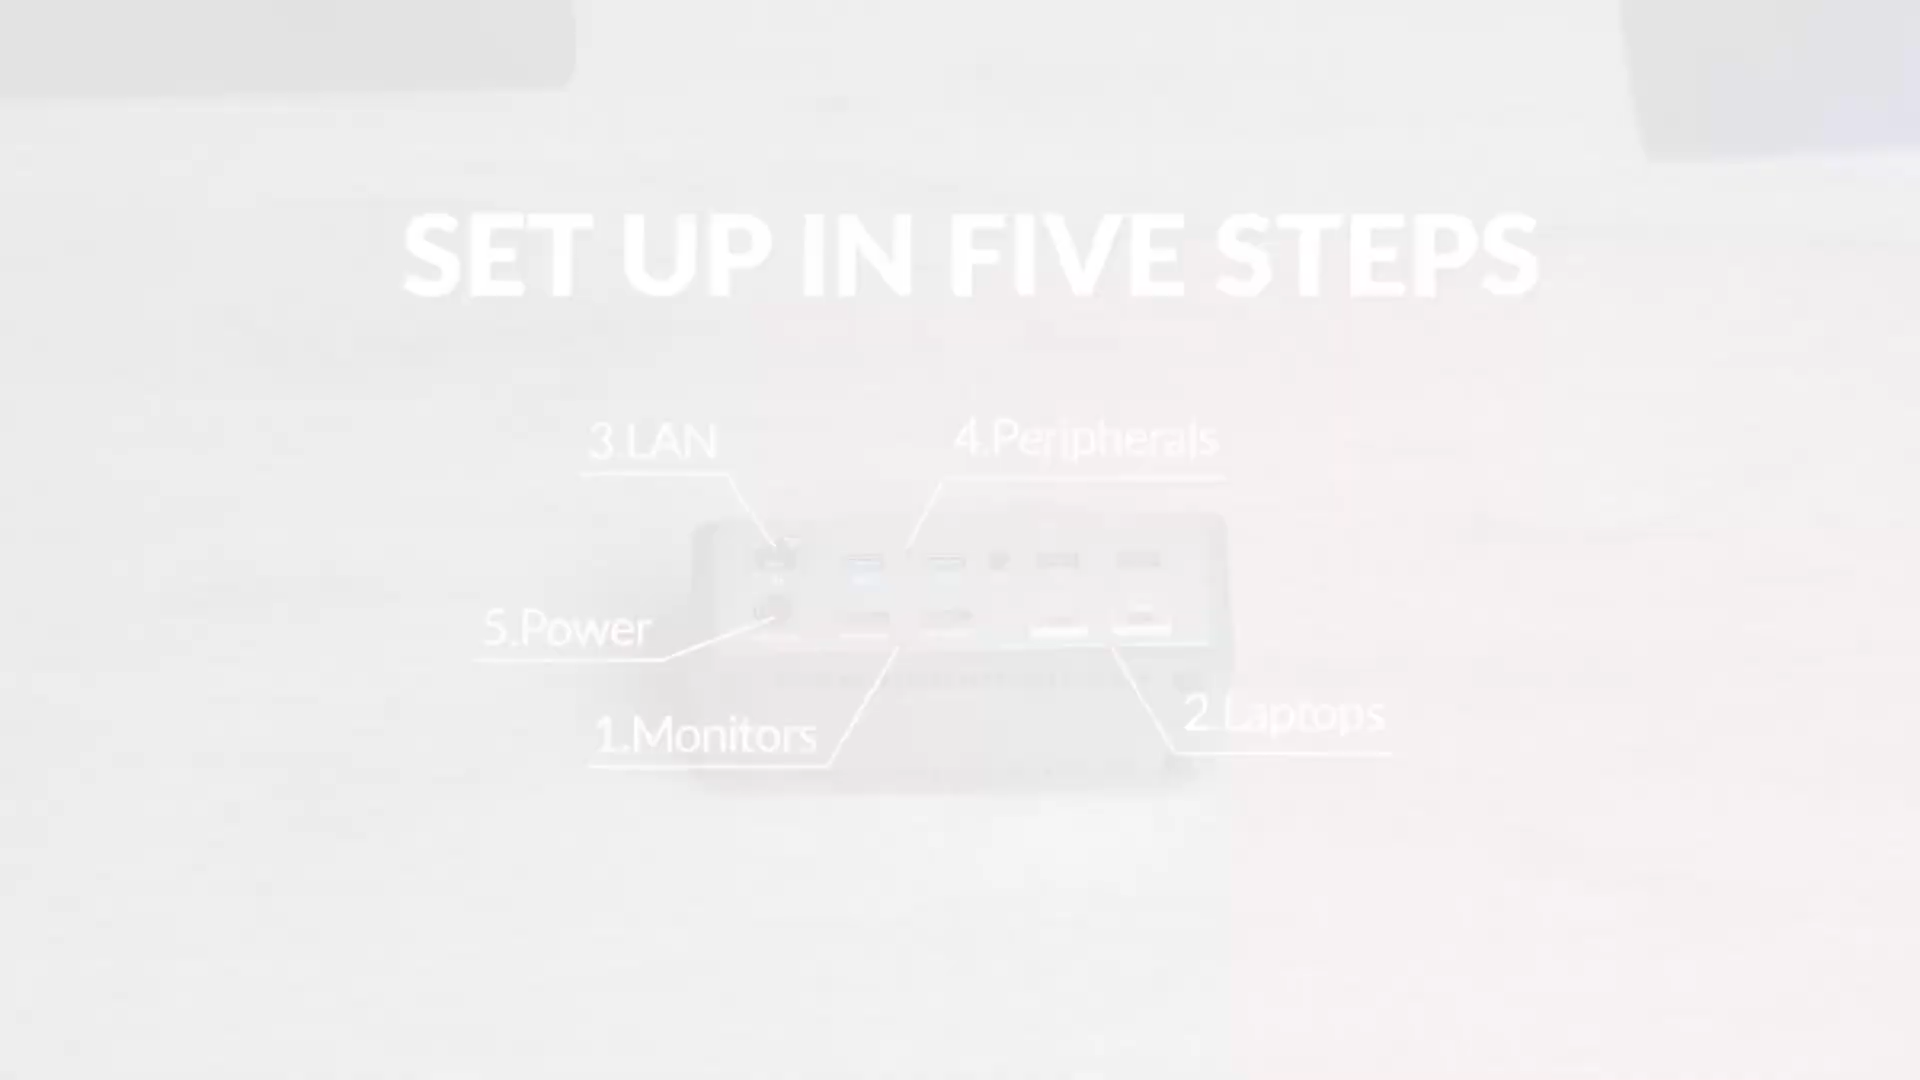 SET UP IN FIVE STEPS
3.LAN
4.Peripherals
5.Power
1.Monitors
2.Laptops